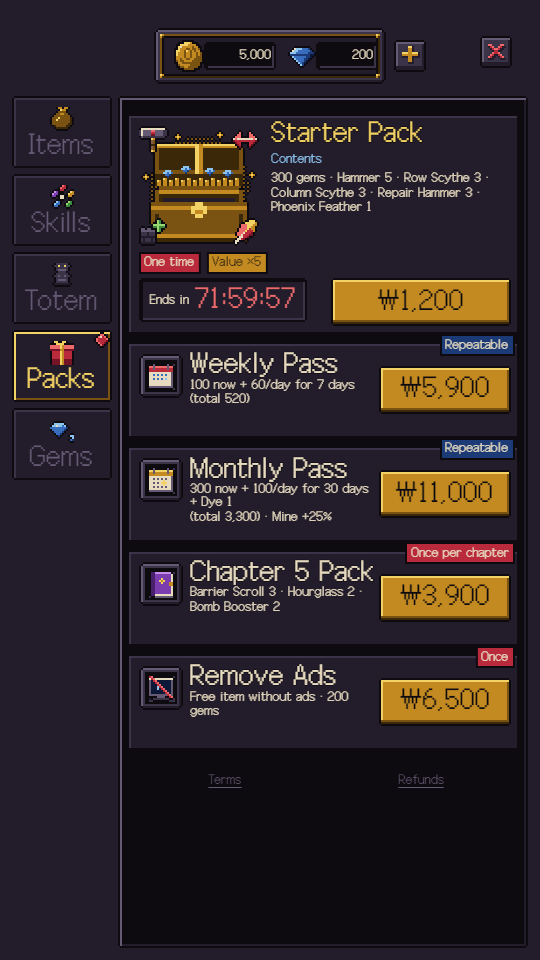 5,000
200
Items
Skills
Totem
Packs
Gems
Starter Pack
Contents
300 gems · Hammer 5 · Row Scythe 3 ·
Column Scythe 3 · Repair Hammer 3 ·
Phoenix Feather 1
One time
Value ×5
Ends in 71:59:57
₩1,200
Repeatable
Weekly Pass
100 now + 60/day for 7 days
(total 520)
₩5,900
Repeatable
Monthly Pass
300 now + 100/day for 30 days
+ Dye 1
(total 3,300) · Mine +25%
₩11,000
Once per chapter
Chapter 5 Pack
Barrier Scroll 3 · Hourglass 2 ·
Bomb Booster 2
₩3,900
Once
Remove Ads
Free item without ads · 200
gems
₩6,500
Terms
Refunds